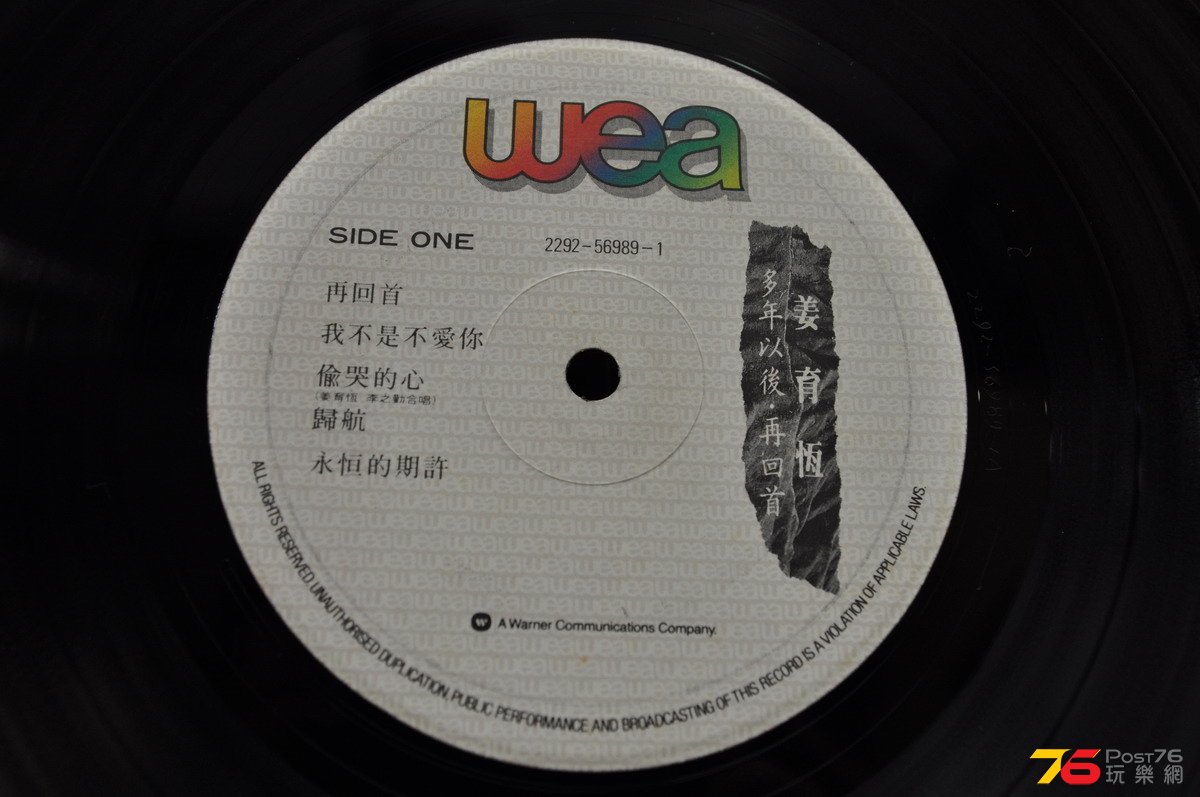 wea
SIDE ONE
2292-56989-1
再回首
我不是不愛你
偷哭的心
(姜育恆 李之勤合唱)
歸航
永恒的期許
姜育恆
多年以後·再回首
A Warner Communications Company.
ALL RIGHTS RESERVED. UNAUTHORISED DUPLICATION, PUBLIC PERFORMANCE AND BROADCASTING OF THIS RECORD IS A VIOLATION OF APPLICABLE LAWS.
76 POST76
玩樂網